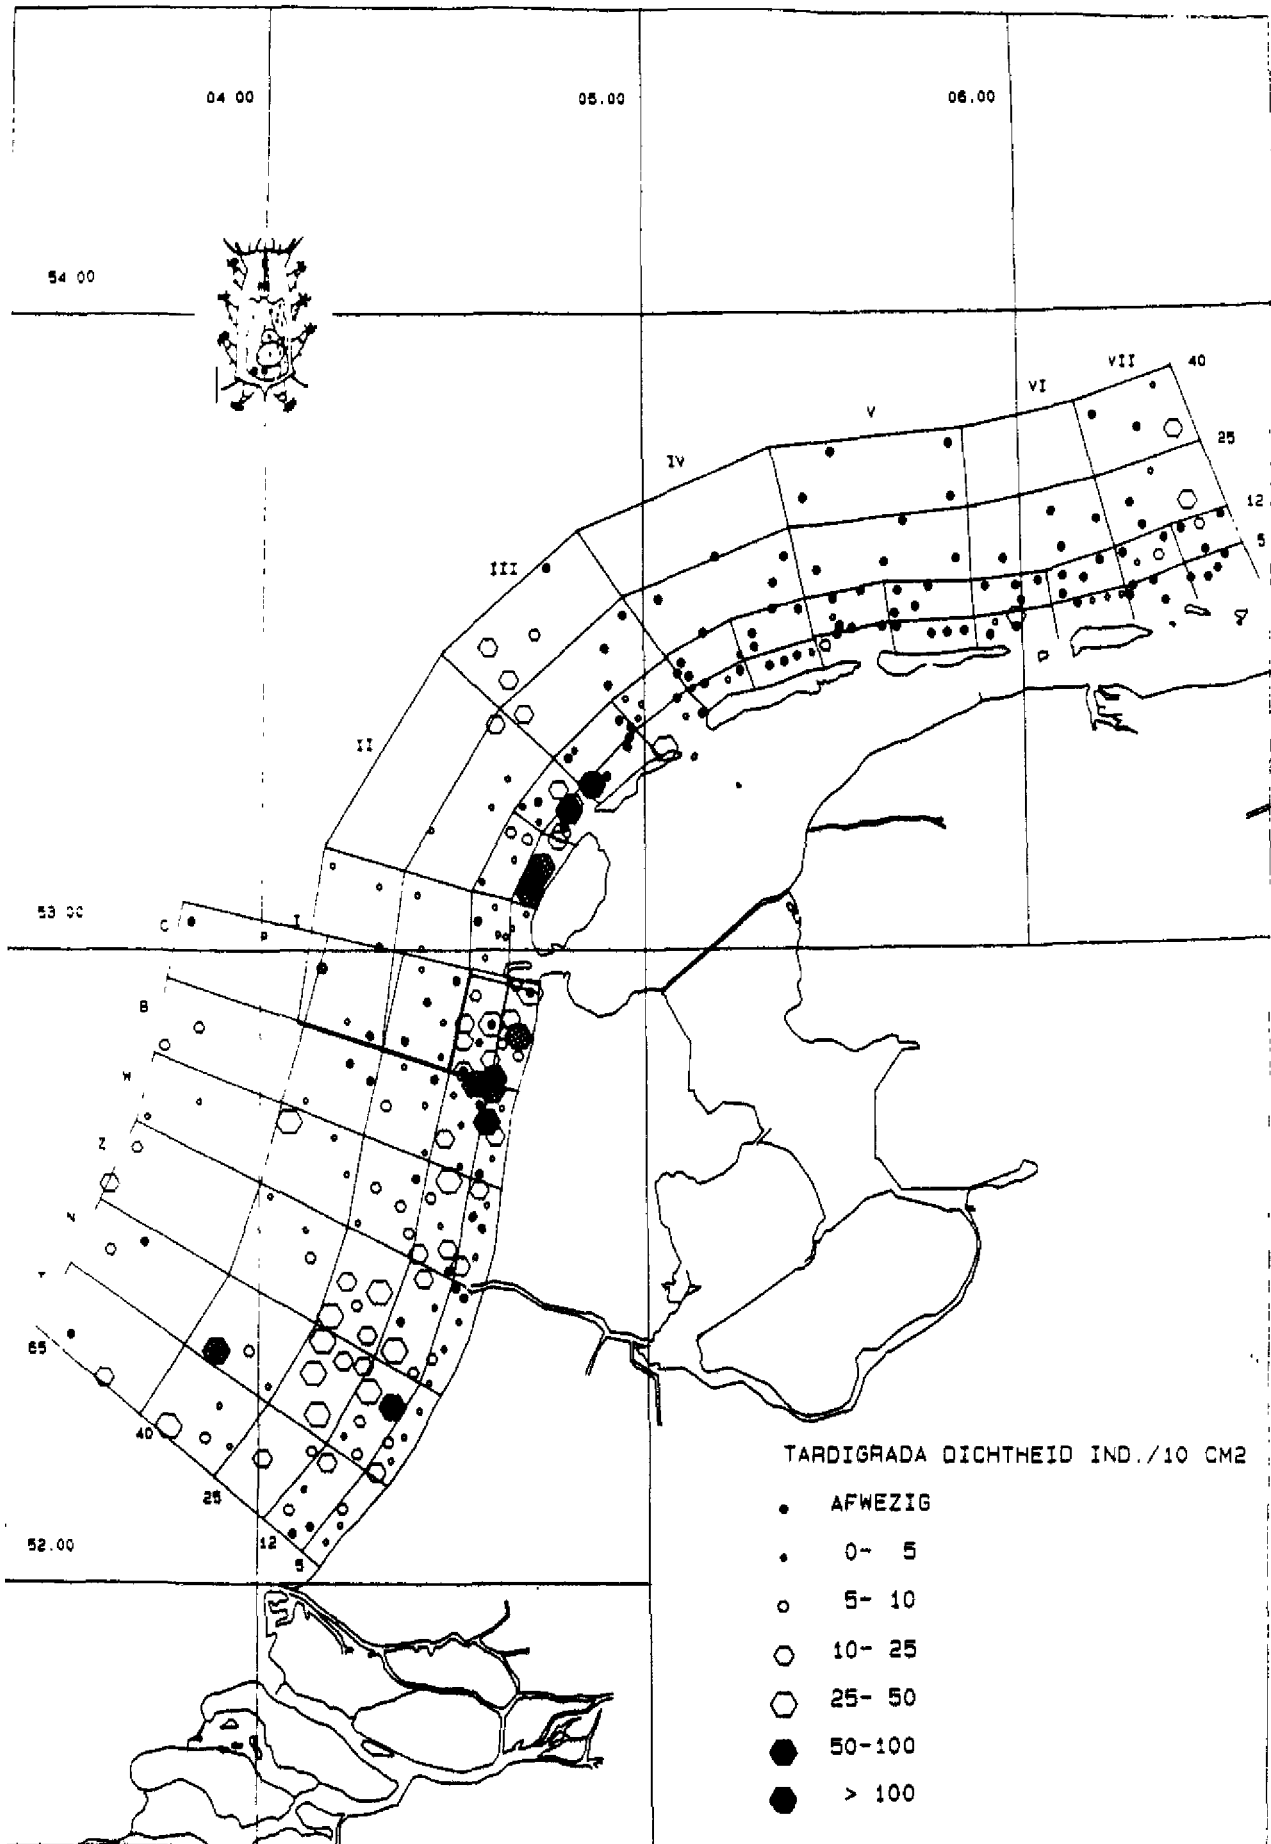 04 00
05.00
06.00
54 00
VII
40
VI
V
25
IV
12
5
III
II
53 00
C
I
B
W
Z
N
T
65
40
25
12
5
52.00
TARDIGRADA DICHTHEID IND./10 CM2
AFWEZIG
0- 5
5- 10
10- 25
25- 50
50-100
> 100